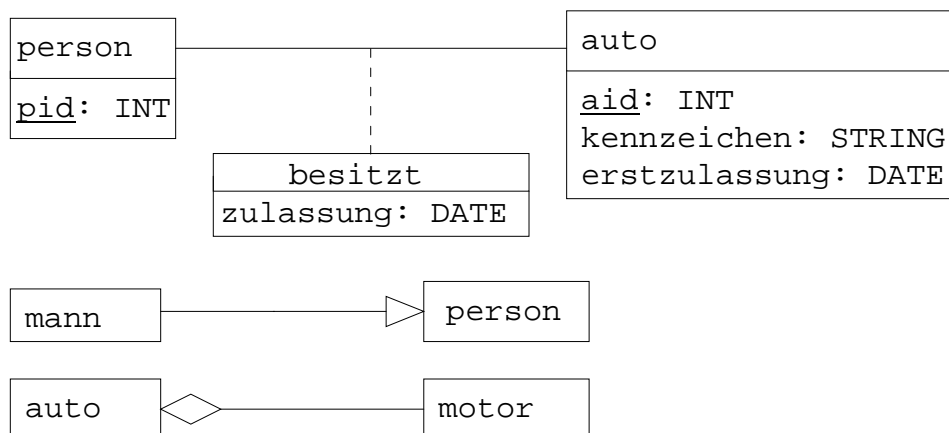 person
pid: INT
auto
aid: INT
kennzeichen: STRING
erstzulassung: DATE
besitzt
zulassung: DATE
mann
person
auto
motor